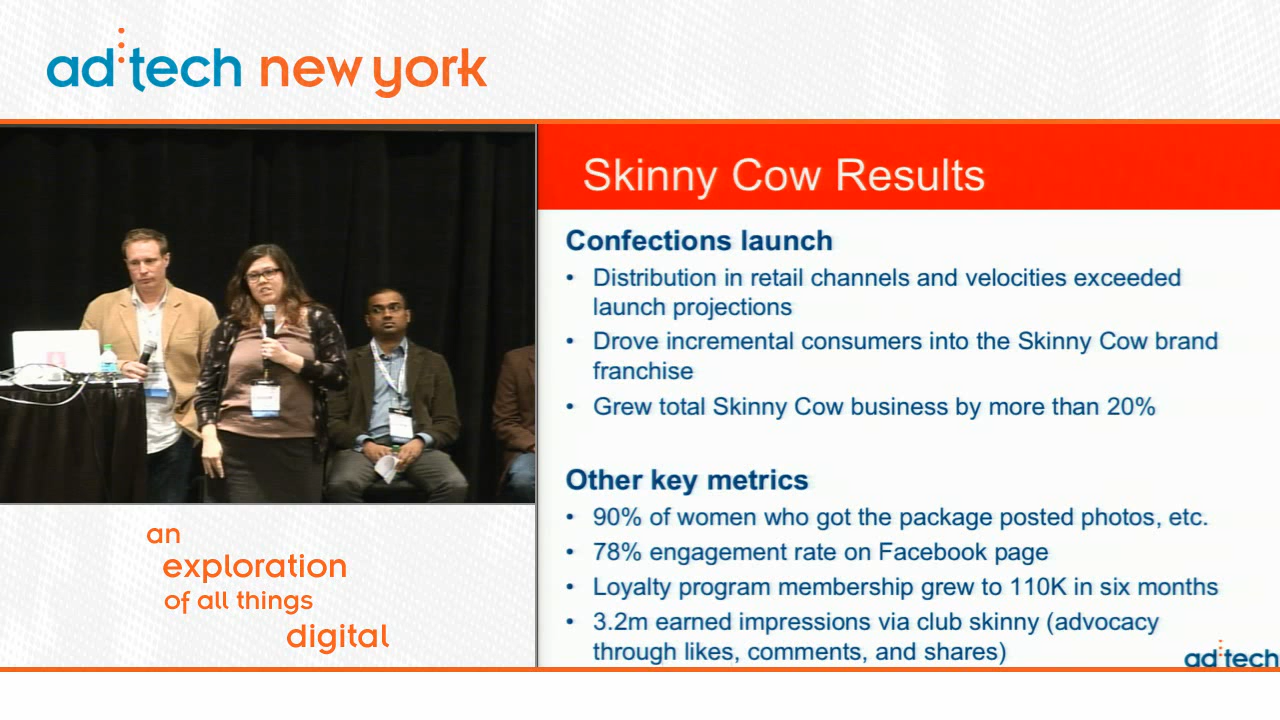 ad:tech new york
Skinny Cow Results
Confections launch
• Distribution in retail channels and velocities exceeded
launch projections
• Drove incremental consumers into the Skinny Cow brand
franchise
• Grew total Skinny Cow business by more than 20%
Other key metrics
• 90% of women who got the package posted photos, etc.
• 78% engagement rate on Facebook page
• Loyalty program membership grew to 110K in six months
• 3.2m earned impressions via club skinny (advocacy
through likes, comments, and shares)
ad:tech
an
exploration
of all things
digital